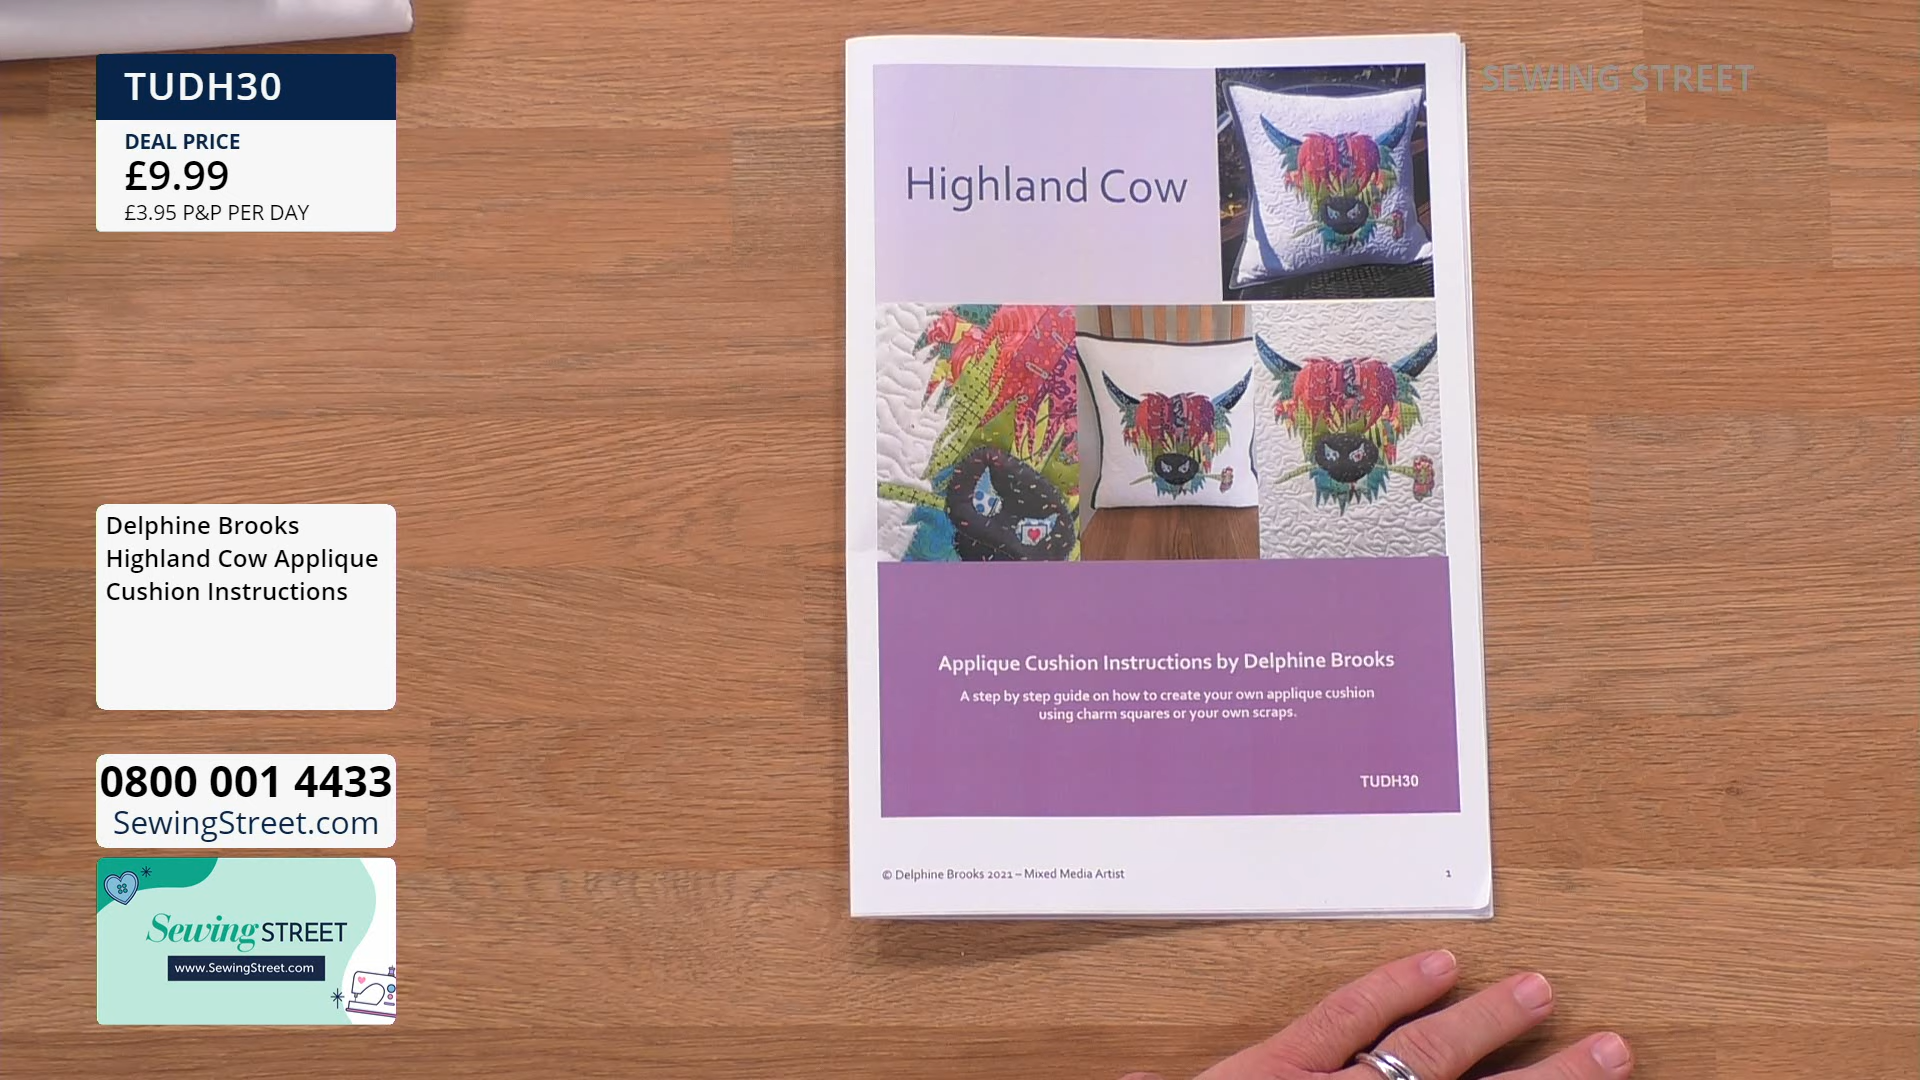 TUDH30
DEAL PRICE
£9.99
£3.95 P&P PER DAY
Delphine Brooks
Highland Cow Applique
Cushion Instructions
0800 001 4433
SewingStreet.com
Sewing STREET
www.SewingStreet.com
SEWING STREET
Highland Cow
Applique Cushion Instructions by Delphine Brooks
A step by step guide on how to create your own applique cushion
using charm squares or your own scraps.
TUDH30
© Delphine Brooks 2021 – Mixed Media Artist
1